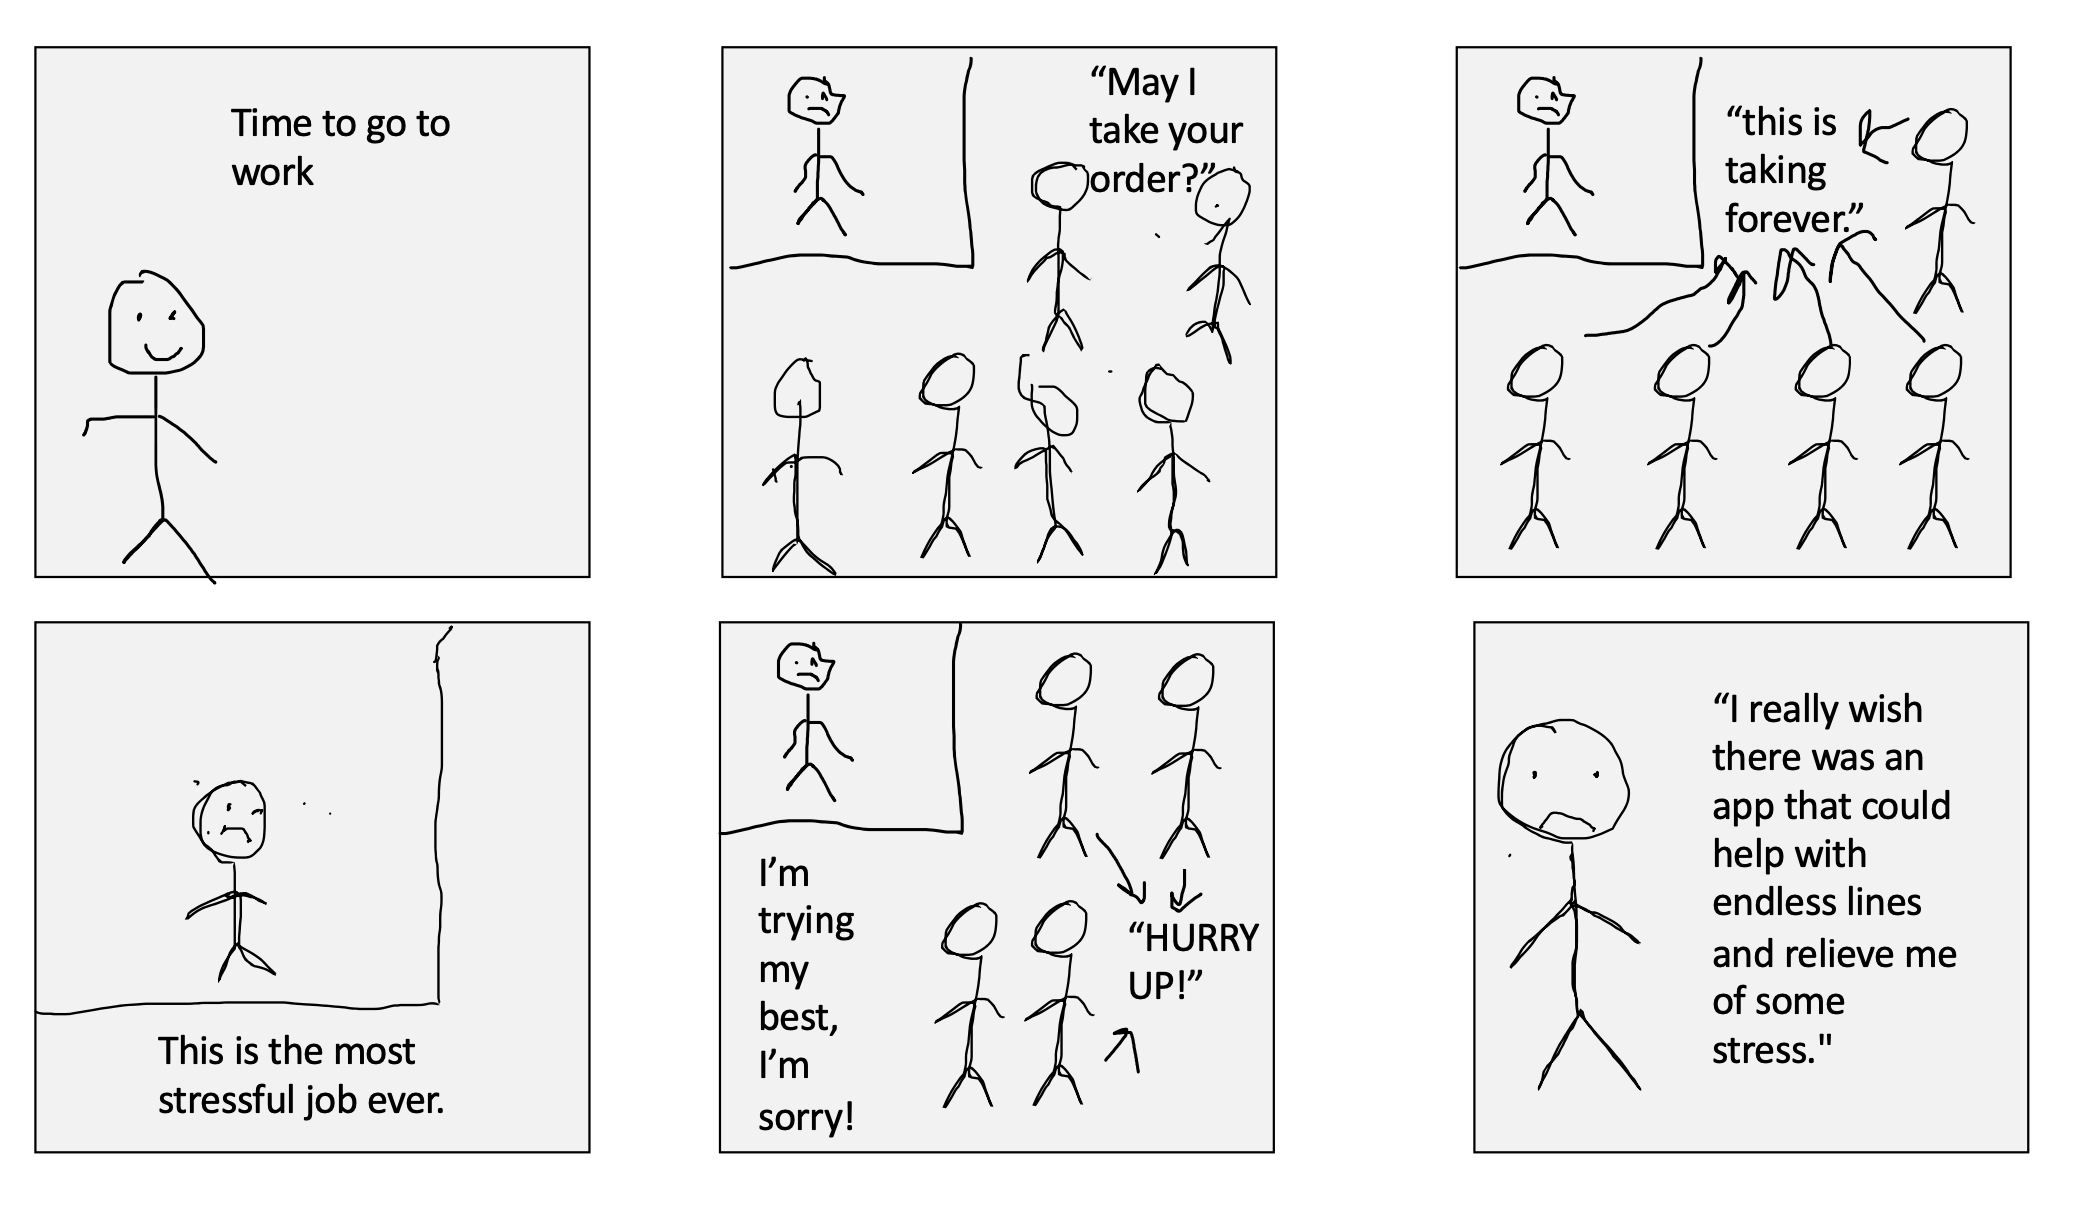 Time to go to
work
“May I
take your
order?”
“this is
taking
forever.”
This is the most
stressful job ever.
I’m
trying
my
best,
I’m
sorry!
“HURRY
UP!”
“I really wish
there was an
app that could
help with
endless lines
and relieve me
of some
stress."